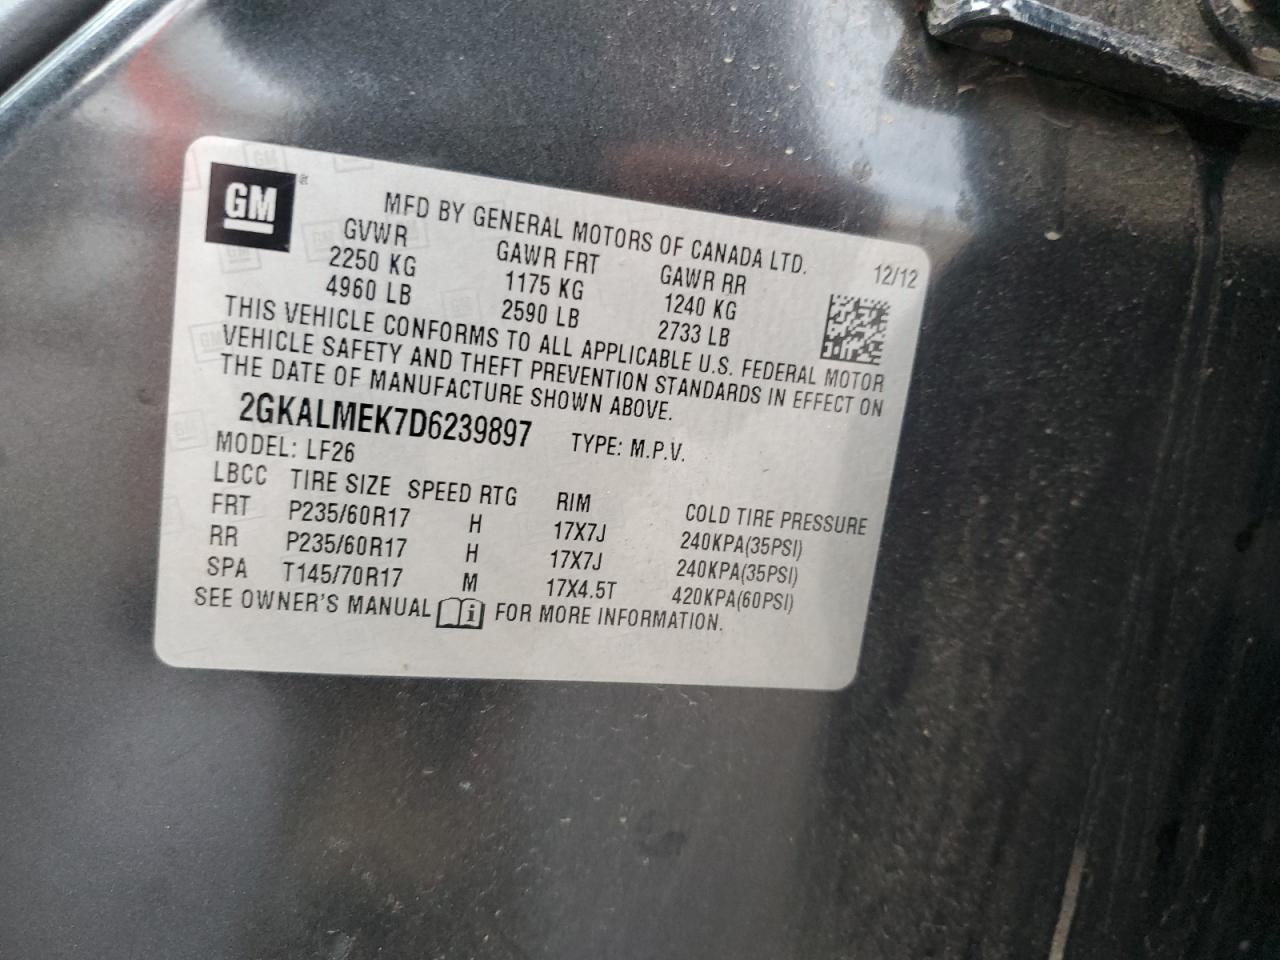 GM
MFD BY GENERAL MOTORS OF CANADA LTD.
GVWR GAWR FRT GAWR RR 12/12
2250 KG 1175 KG 1240 KG
4960 LB 2590 LB 2733 LB
THIS VEHICLE CONFORMS TO ALL APPLICABLE U.S. FEDERAL MOTOR
VEHICLE SAFETY AND THEFT PREVENTION STANDARDS IN EFFECT ON
THE DATE OF MANUFACTURE SHOWN ABOVE.
2GKALMEK7D6239897 TYPE: M.P.V.
MODEL: LF26
LBCC TIRE SIZE SPEED RTG RIM COLD TIRE PRESSURE
FRT P235/60R17 H 17X7J 240KPA(35PSI)
RR P235/60R17 H 17X7J 240KPA(35PSI)
SPA T145/70R17 M 17X4.5T 420KPA(60PSI)
SEE OWNER'S MANUAL i FOR MORE INFORMATION.